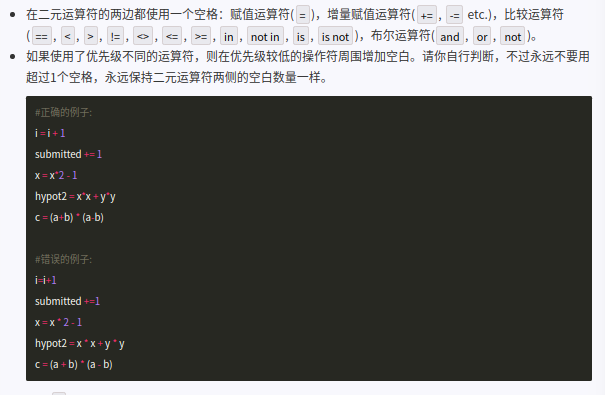 在二元运算符的两边都使用一个空格：赋值运算符( = )，增量赋值运算符( += , -= etc.)，比较运算符
( == , < , > , != , <> , <= , >= , in , not in , is , is not )，布尔运算符( and , or , not )。
如果使用了优先级不同的运算符，则在优先级较低的操作符周围增加空白。请你自行判断，不过永远不要用
超过1个空格，永远保持二元运算符两侧的空白数量一样。
#正确的例子:
i = i + 1
submitted += 1
x = x*2 - 1
hypot2 = x*x + y*y
c = (a+b) * (a-b)
#错误的例子:
i=i+1
submitted +=1
x = x * 2 - 1
hypot2 = x * x + y * y
c = (a + b) * (a - b)